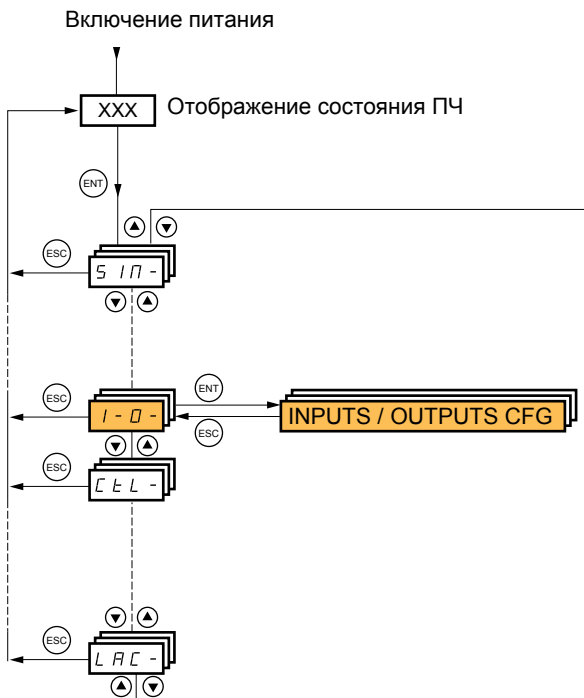 Включение питания
XXX
Отображение состояния ПЧ
ENT
ESC
SIM-
ESC
I-O-
ENT
ESC
INPUTS / OUTPUTS CFG
ESC
CtL-
ESC
LAC-